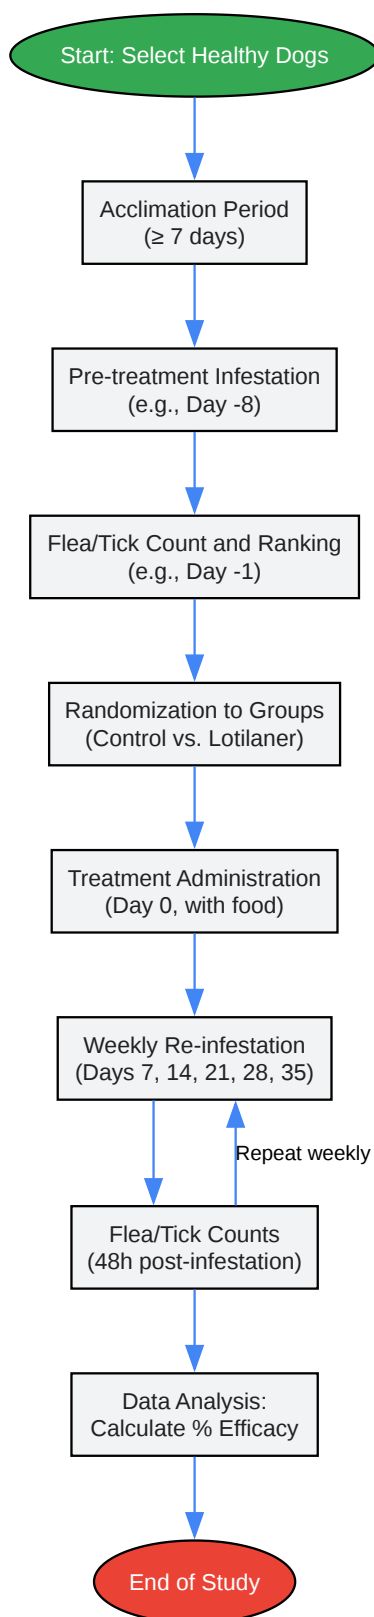 Start: Select Healthy Dogs
Acclimation Period
(≥ 7 days)
Pre-treatment Infestation
(e.g., Day -8)
Flea/Tick Count and Ranking
(e.g., Day -1)
Randomization to Groups
(Control vs. Lotilaner)
Treatment Administration
(Day 0, with food)
Weekly Re-infestation
(Days 7, 14, 21, 28, 35)
Repeat weekly
Flea/Tick Counts
(48h post-infestation)
Data Analysis:
Calculate % Efficacy
End of Study